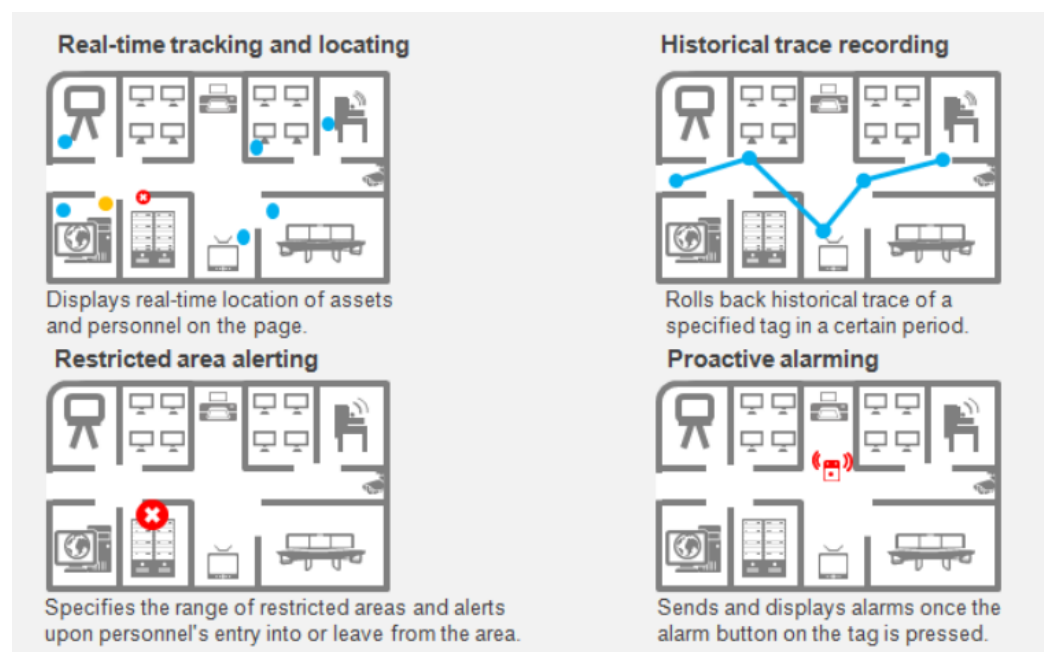 Real-time tracking and locating
Displays real-time location of assets
and personnel on the page.
Historical trace recording
Rolls back historical trace of a
specified tag in a certain period.
Restricted area alerting
Specifies the range of restricted areas and alerts
upon personnel's entry into or leave from the area.
Proactive alarming
Sends and displays alarms once the
alarm button on the tag is pressed.